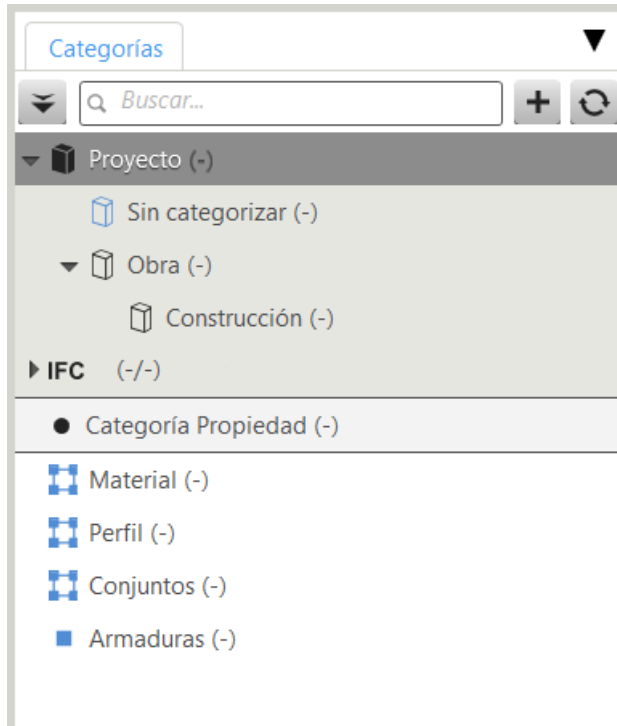 Categorías
Buscar...
Proyecto (-)
Sin categorizar (-)
Obra (-)
Construcción (-)
IFC (-/-)
Categoría Propiedad (-)
Material (-)
Perfil (-)
Conjuntos (-)
Armaduras (-)